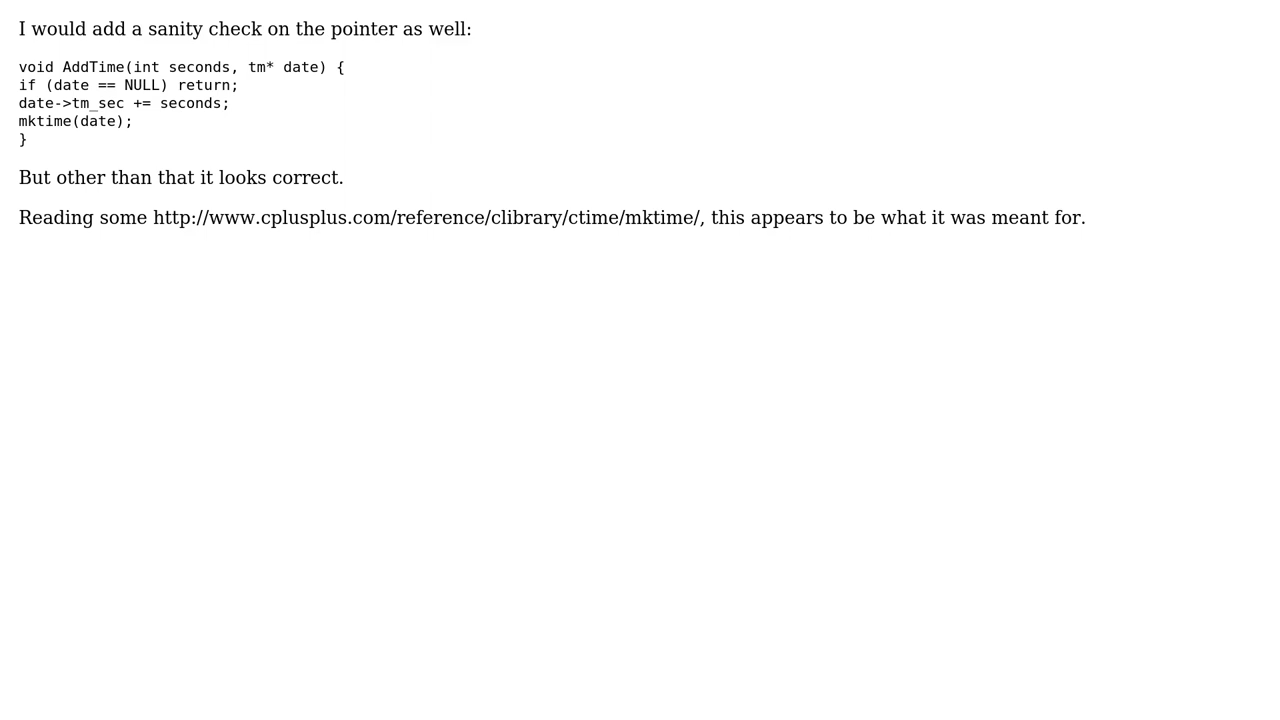 I would add a sanity check on the pointer as well:
void AddTime(int seconds, tm* date) {
if (date == NULL) return;
date->tm_sec += seconds;
mktime(date);
}
But other than that it looks correct.
Reading some http://www.cplusplus.com/reference/clibrary/ctime/mktime/, this appears to be what it was meant for.